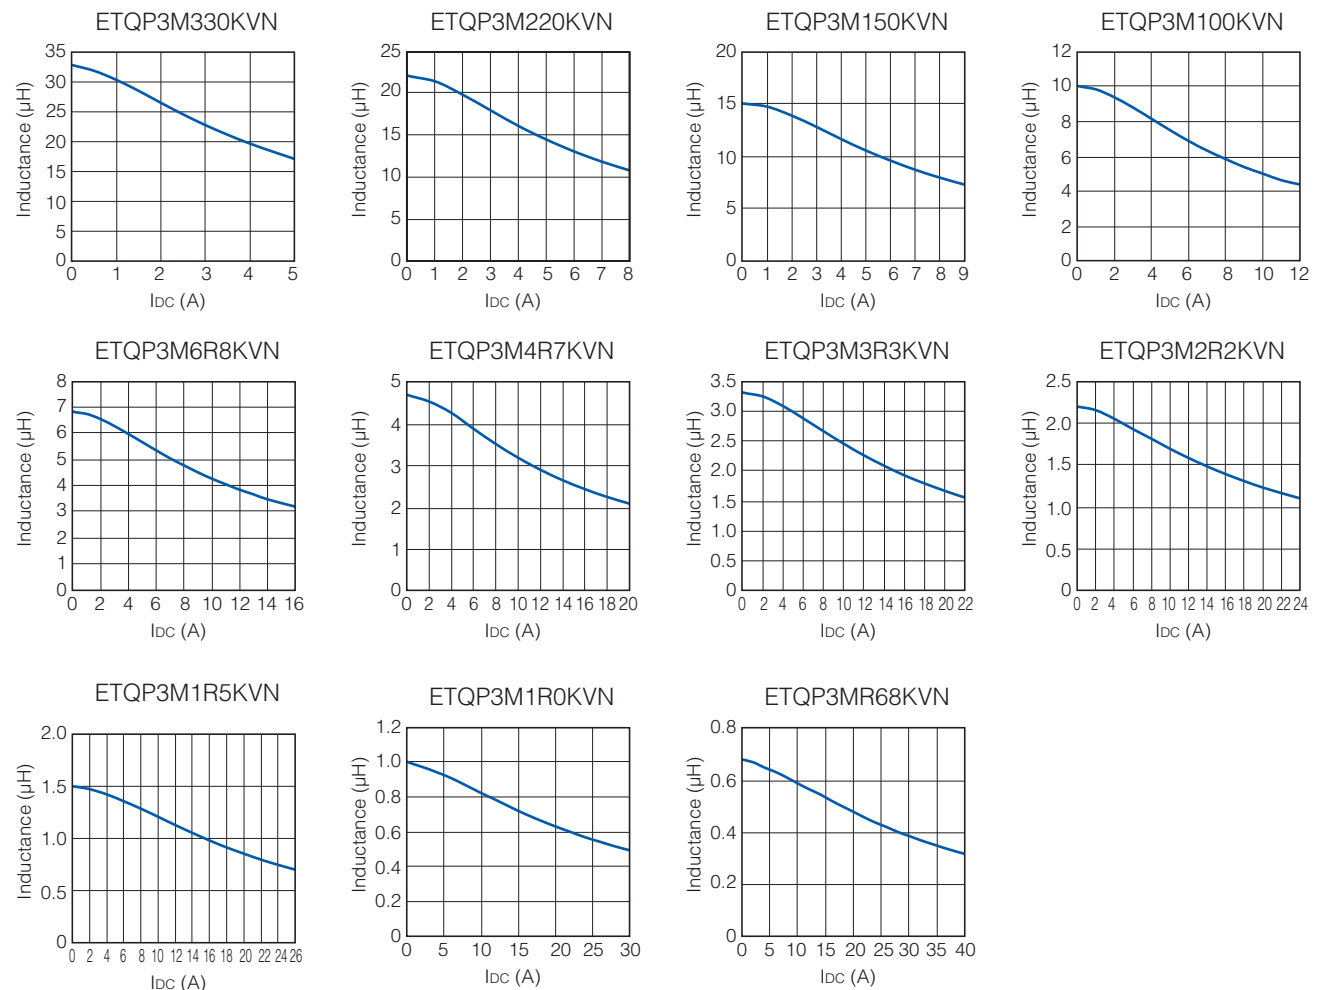 ETQP3M330KVN
Inductance (µH)
35
30
25
20
15
10
5
0
0 1 2 3 4 5
IDC (A)
ETQP3M220KVN
Inductance (µH)
25
20
15
10
5
0
0 1 2 3 4 5 6 7 8
IDC (A)
ETQP3M150KVN
Inductance (µH)
20
15
10
5
0
0 1 2 3 4 5 6 7 8 9
IDC (A)
ETQP3M100KVN
Inductance (µH)
12
10
8
6
4
2
0
0 2 4 6 8 10 12
IDC (A)
ETQP3M6R8KVN
Inductance (µH)
8
7
6
5
4
3
2
1
0
0 2 4 6 8 10 12 14 16
IDC (A)
ETQP3M4R7KVN
Inductance (µH)
5
4
3
2
1
0
0 2 4 6 8 10 12 14 16 18 20
IDC (A)
ETQP3M3R3KVN
Inductance (µH)
3.5
3.0
2.5
2.0
1.5
1.0
0.5
0
0 2 4 6 8 10 12 14 16 18 20 22
IDC (A)
ETQP3M2R2KVN
Inductance (µH)
2.5
2.0
1.5
1.0
0.5
0
0 2 4 6 8 10 12 14 16 18 20 22 24
IDC (A)
ETQP3M1R5KVN
Inductance (µH)
2.0
1.5
1.0
0.5
0
0 2 4 6 8 10 12 14 16 18 20 22 24 26
IDC (A)
ETQP3M1R0KVN
Inductance (µH)
1.2
1.0
0.8
0.6
0.4
0.2
0
0 5 10 15 20 25 30
IDC (A)
ETQP3MR68KVN
Inductance (µH)
0.8
0.6
0.4
0.2
0
0 5 10 15 20 25 30 35 40
IDC (A)